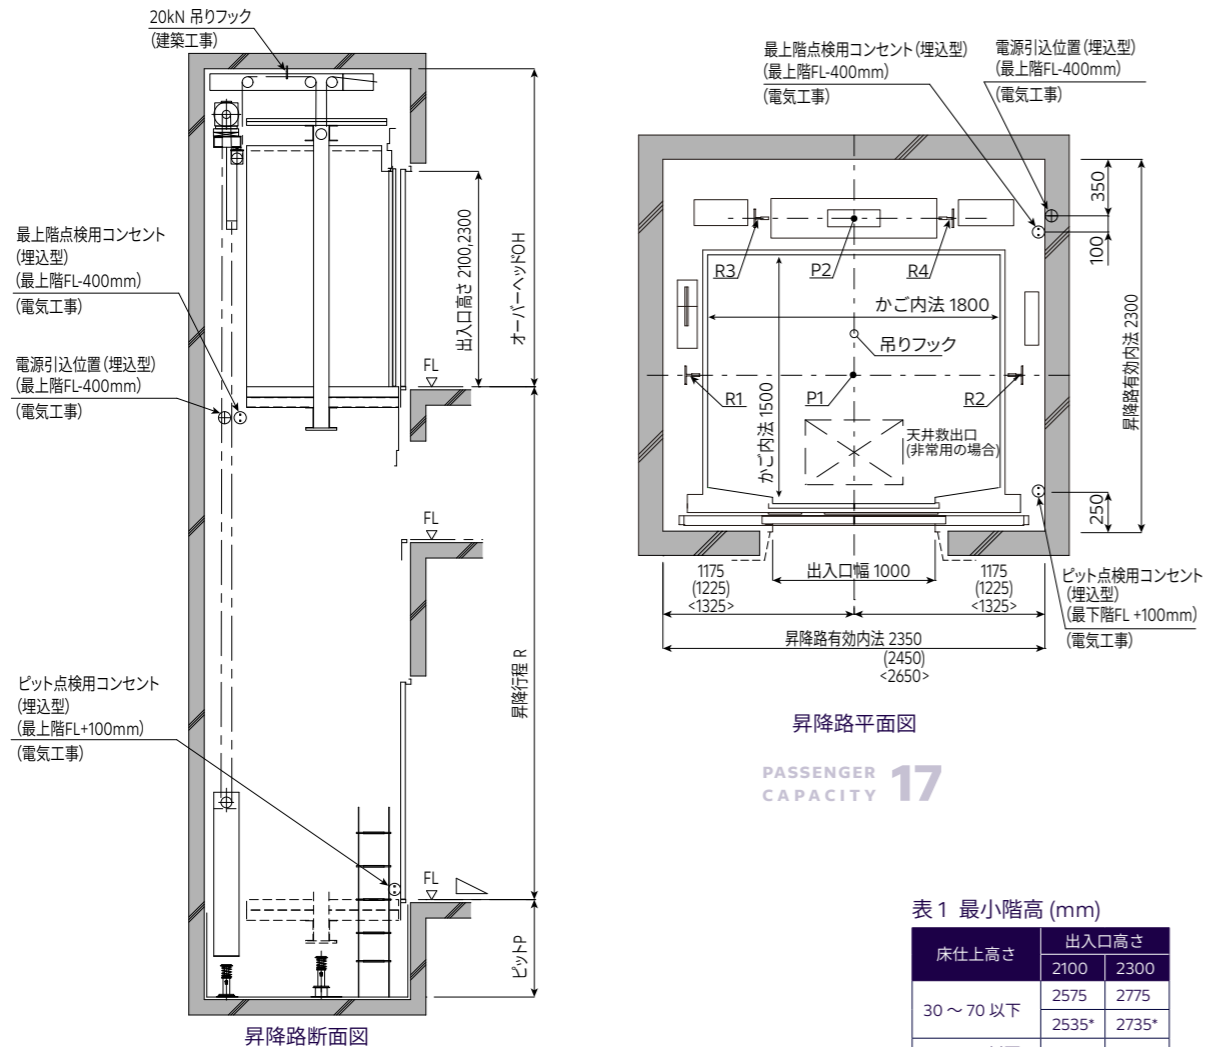 20kN 吊りフック
(建築工事)
最上階点検用コンセント
(埋込型)
(最上階FL-400mm)
(電気工事)
電源引込位置(埋込型)
(最上階FL-400mm)
(電気工事)
ピット点検用コンセント
(埋込型)
(最上階FL+100mm)
(電気工事)
出入口高さ 2100,2300
オーバーヘッドOH
FL
FL
昇降行程 R
FL
ピットP
昇降路断面図
最上階点検用コンセント(埋込型)
(最上階FL-400mm)
(電気工事)
電源引込位置(埋込型)
(最上階FL-400mm)
(電気工事)
350
100
R3
P2
R4
かご内法 1800
吊りフック
昇降路有効内法 2300
R1
P1
R2
かご内法 1500
天井救出口
(非常用の場合)
250
1175
(1225)
<1325>
出入口幅 1000
1175
(1225)
<1325>
ピット点検用コンセント
(埋込型)
(最下階FL +100mm)
(電気工事)
昇降路有効内法 2350
(2450)
<2650>
昇降路平面図
PASSENGER
CAPACITY 17
表1 最小階高 (mm)
床仕上高さ 出入口高さ
2100 2300
30 ～ 70 以下 2575 2775
2535* 2735*